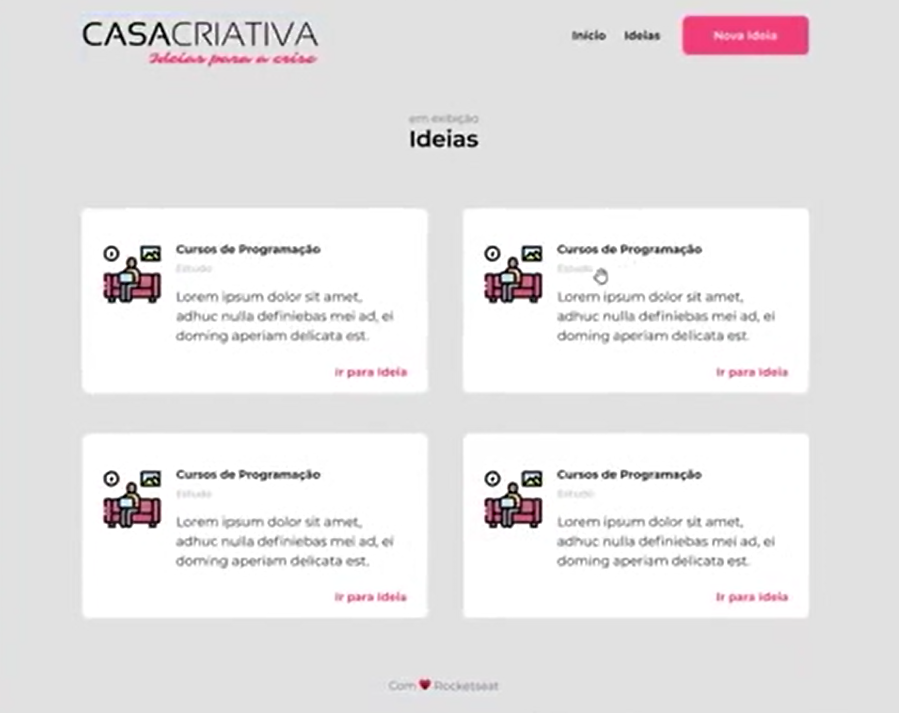 CASACRIATIVA
Ideias para a crise
Início Ideias Nova Ideia
em exibição
Ideias
Cursos de Programação
Estudo
Lorem ipsum dolor sit amet,
adhuc nulla definiebas mei ad, ei
doming aperiam delicata est.
Ir para Ideia
Cursos de Programação
Estudo
Lorem ipsum dolor sit amet,
adhuc nulla definiebas mei ad, ei
doming aperiam delicata est.
Ir para Ideia
Cursos de Programação
Estudo
Lorem ipsum dolor sit amet,
adhuc nulla definiebas mei ad, ei
doming aperiam delicata est.
Ir para Ideia
Cursos de Programação
Estudo
Lorem ipsum dolor sit amet,
adhuc nulla definiebas mei ad, ei
doming aperiam delicata est.
Ir para Ideia
Com ❤ Rocketseat